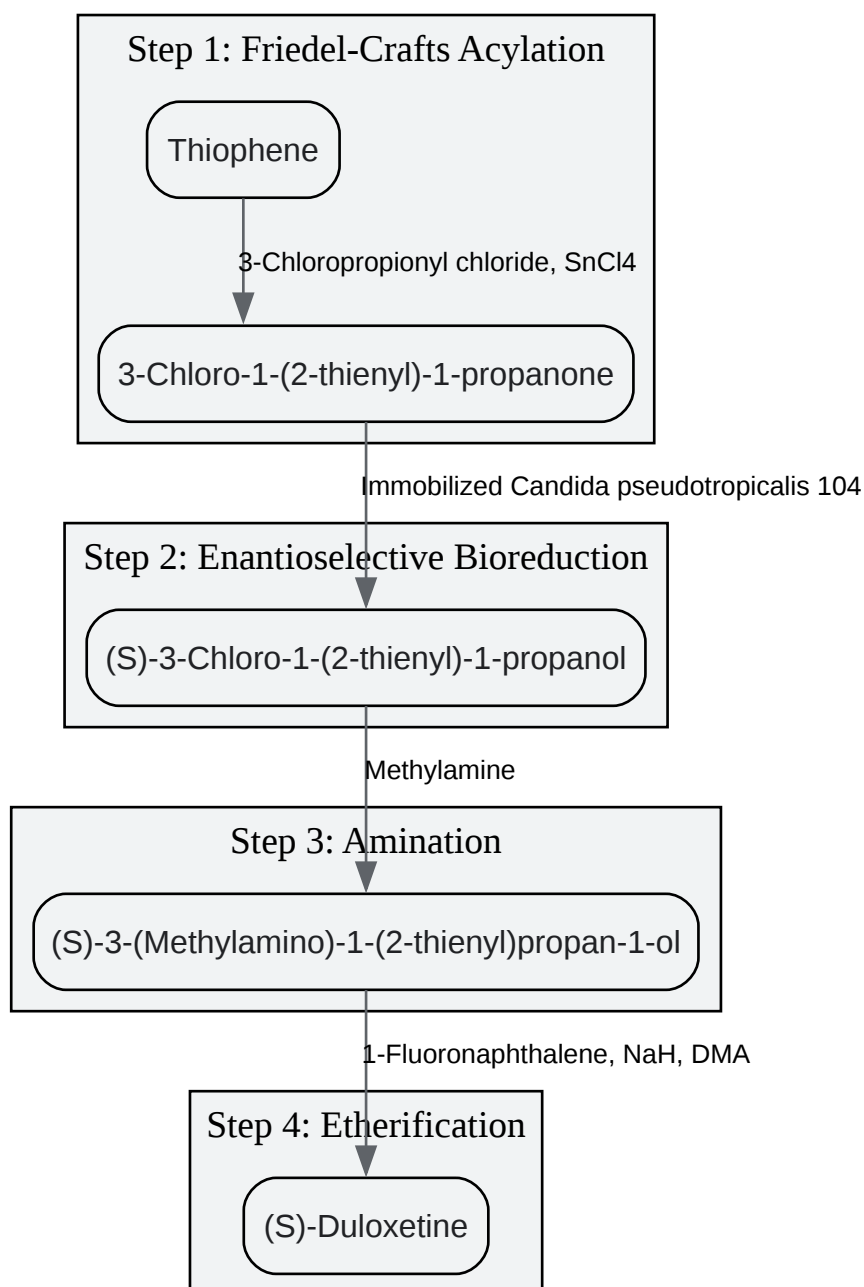 Step 1: Friedel-Crafts Acylation
Thiophene
3-Chloropropionyl chloride, SnCl4
3-Chloro-1-(2-thienyl)-1-propanone
Immobilized Candida pseudotropicalis 104
Step 2: Enantioselective Bioreduction
(S)-3-Chloro-1-(2-thienyl)-1-propanol
Methylamine
Step 3: Amination
(S)-3-(Methylamino)-1-(2-thienyl)propan-1-ol
1-Fluoronaphthalene, NaH, DMA
Step 4: Etherification
(S)-Duloxetine